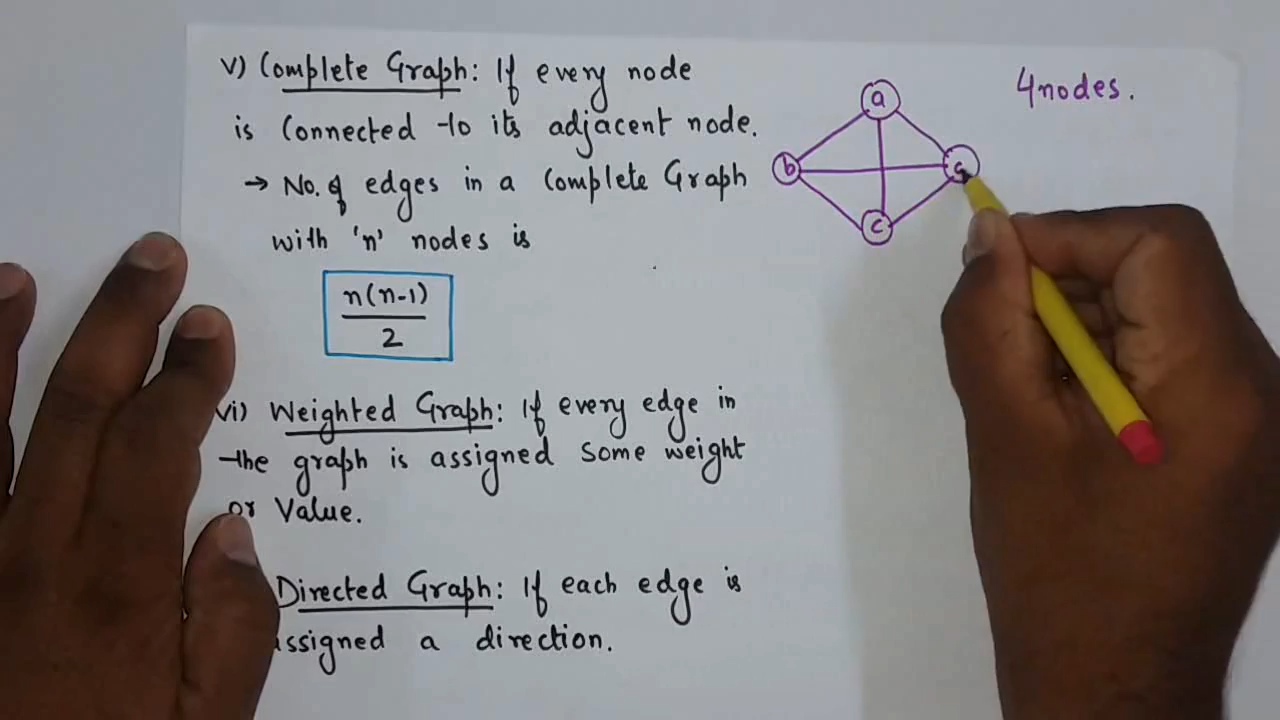 v) Complete Graph: If every node
is connected to its adjacent node.
→ No. of edges in a complete Graph
with 'n' nodes is
n(n-1)
2
vi) Weighted Graph: If every edge in
the graph is assigned some weight
or Value.
Directed Graph: If each edge is
assigned a direction.
4nodes.
a
b
c